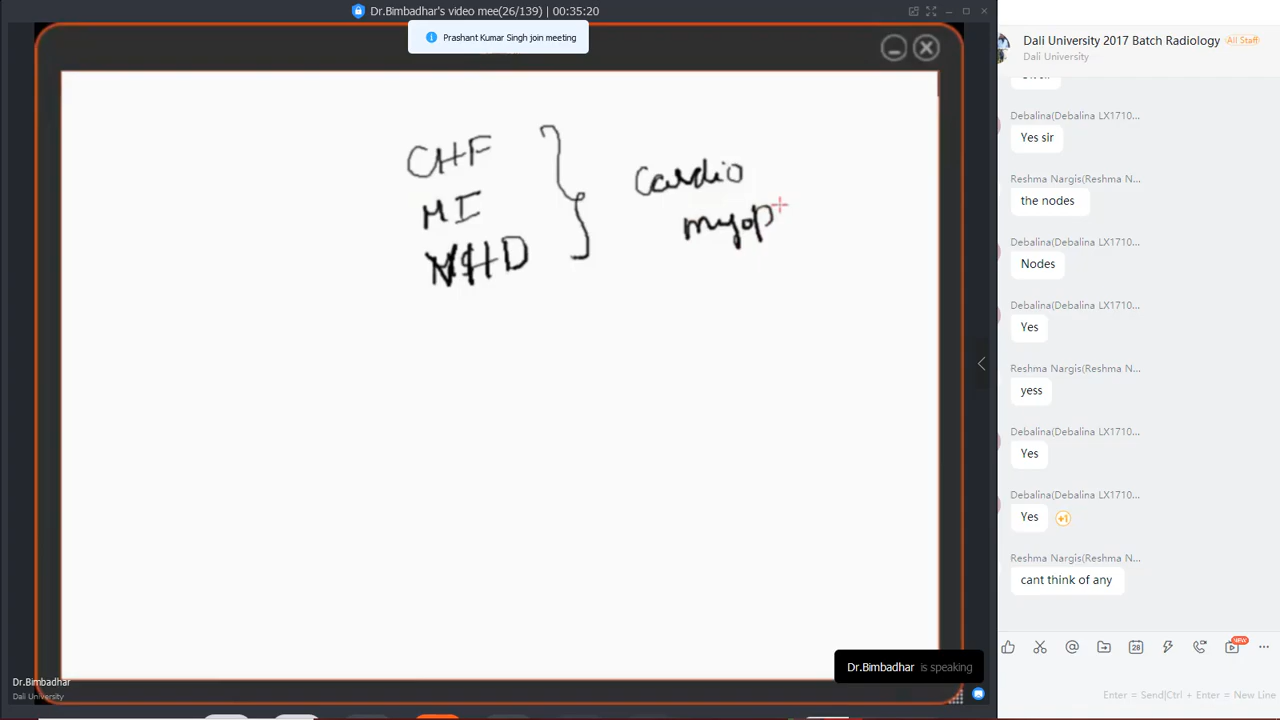 Dr.Bimbadhar's video mee(26/139) | 00:35:20
Prashant Kumar Singh join meeting
CHF
MI
Cardio
myop
Dr.Bimbadhar is speaking
Dr.Bimbadhar
Dali University
Dali University 2017 Batch Radiology All Staff
Dali University
Debalina(Debalina LX1710...
Yes sir
Reshma Nargis(Reshma N...
the nodes
Debalina(Debalina LX1710...
Nodes
Debalina(Debalina LX1710...
Yes
Reshma Nargis(Reshma N...
yess
Debalina(Debalina LX1710...
Yes
Debalina(Debalina LX1710...
Yes +1
Reshma Nargis(Reshma N...
cant think of any
28
NEW
Enter = Send|Ctrl + Enter = New Line